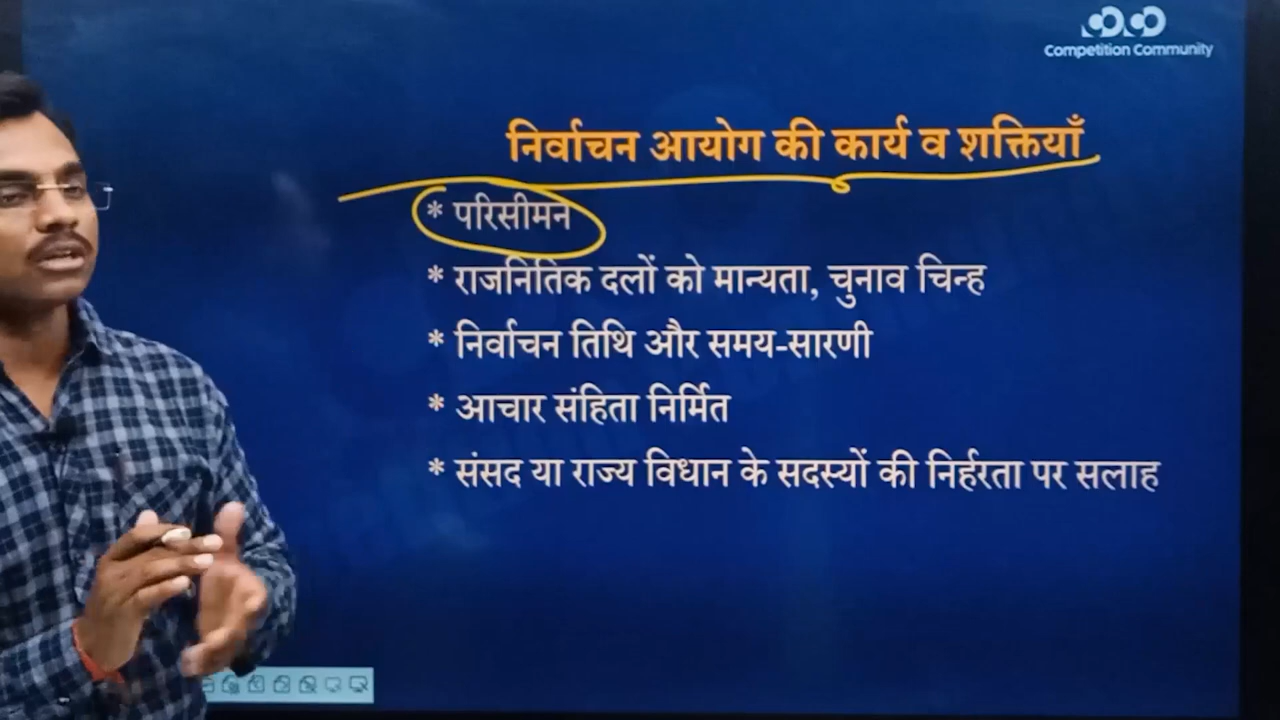 Competition Community
निर्वाचन आयोग की कार्य व शक्तियाँ
* परिसीमन
* राजनितिक दलों को मान्यता, चुनाव चिन्ह
* निर्वाचन तिथि और समय-सारणी
* आचार संहिता निर्मित
* संसद या राज्य विधान के सदस्यों की निर्हरता पर सलाह